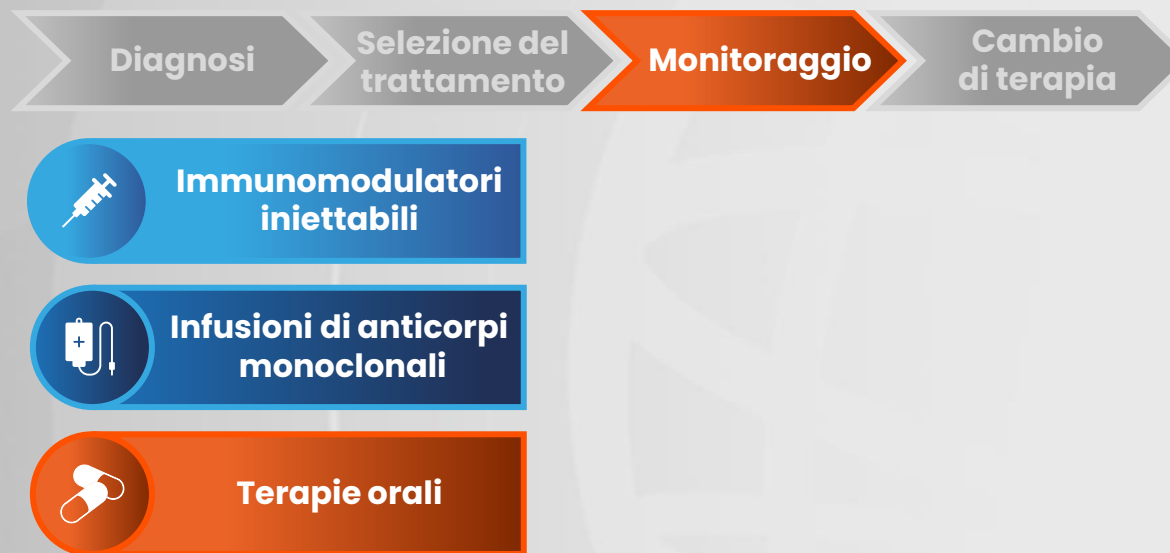 Diagnosi
Selezione del
trattamento
Monitoraggio
Cambio
di terapia
Immunomodulatori
iniettabili
Infusioni di anticorpi
monoclonali
Terapie orali